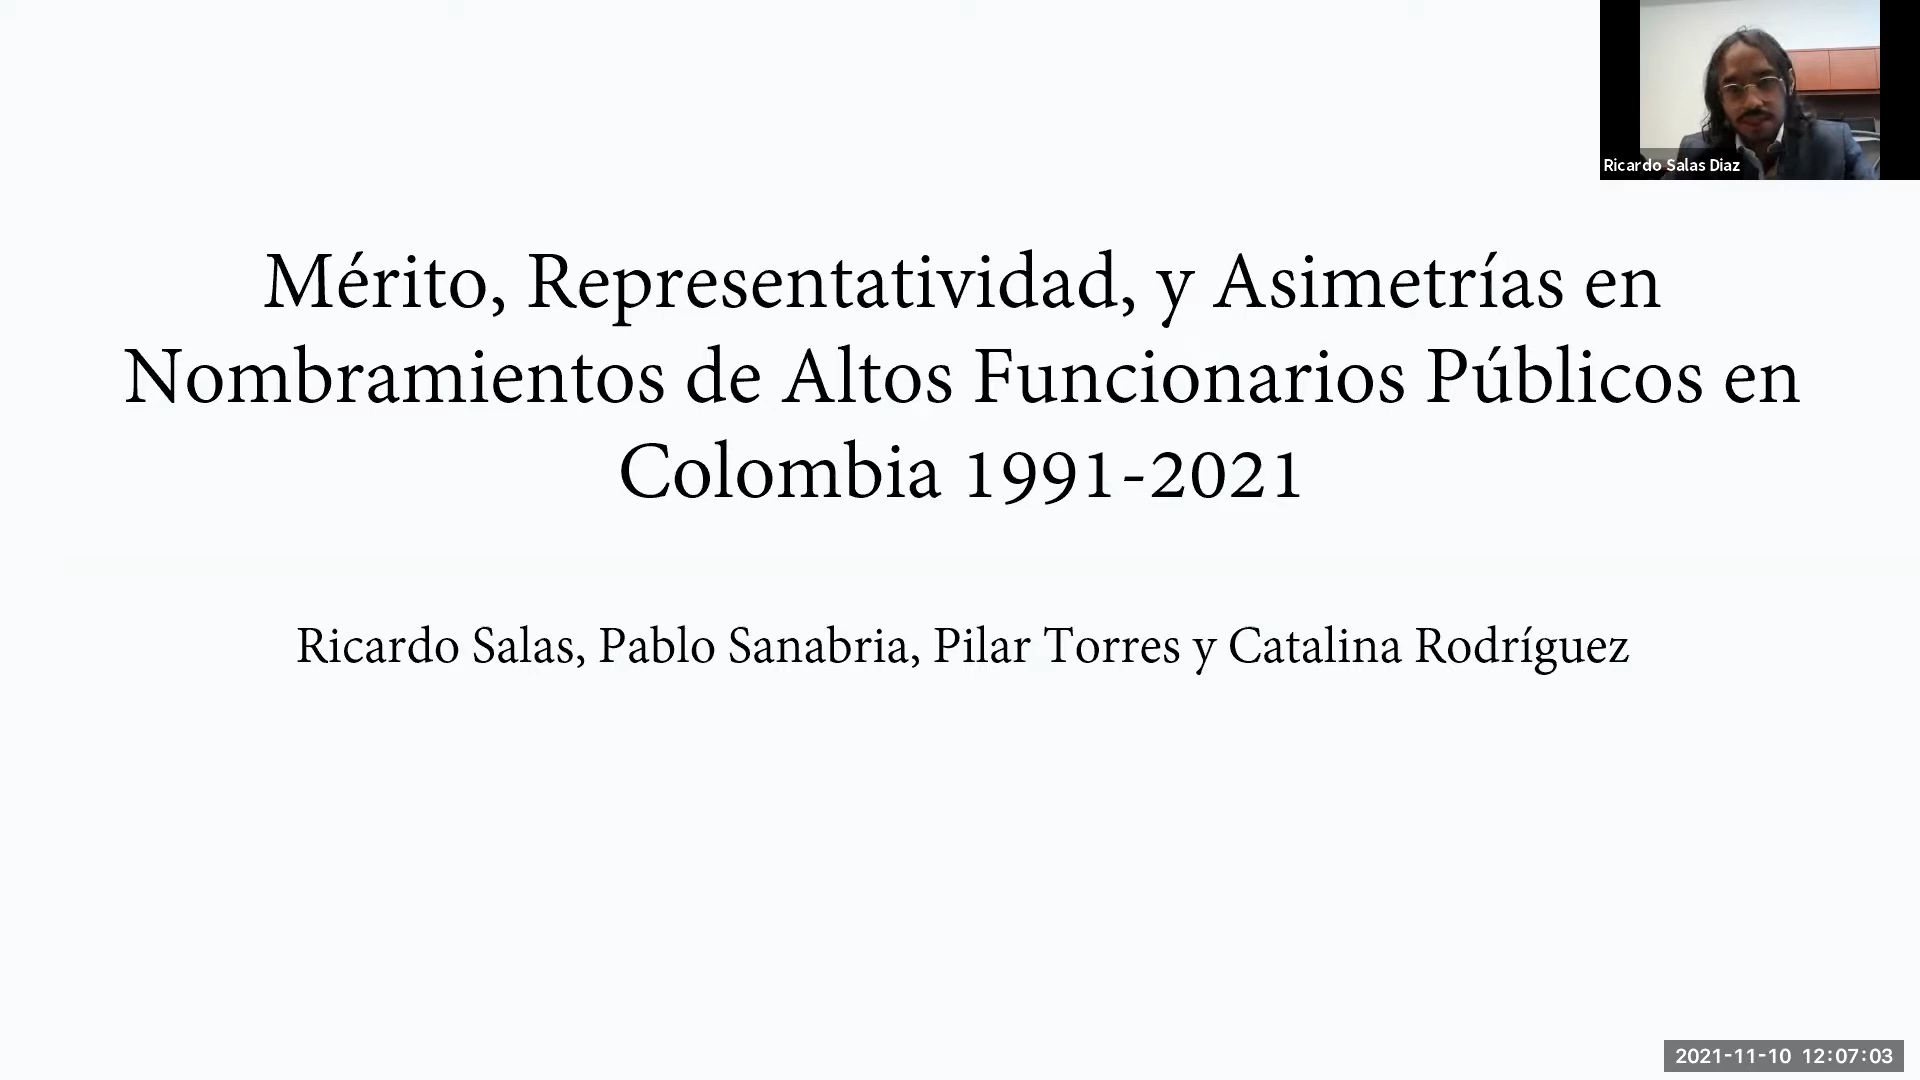 Ricardo Salas Diaz
Mérito, Representatividad, y Asimetrías en
Nombramientos de Altos Funcionarios Públicos en
Colombia 1991-2021
Ricardo Salas, Pablo Sanabria, Pilar Torres y Catalina Rodríguez
2021-11-10 12:07:03